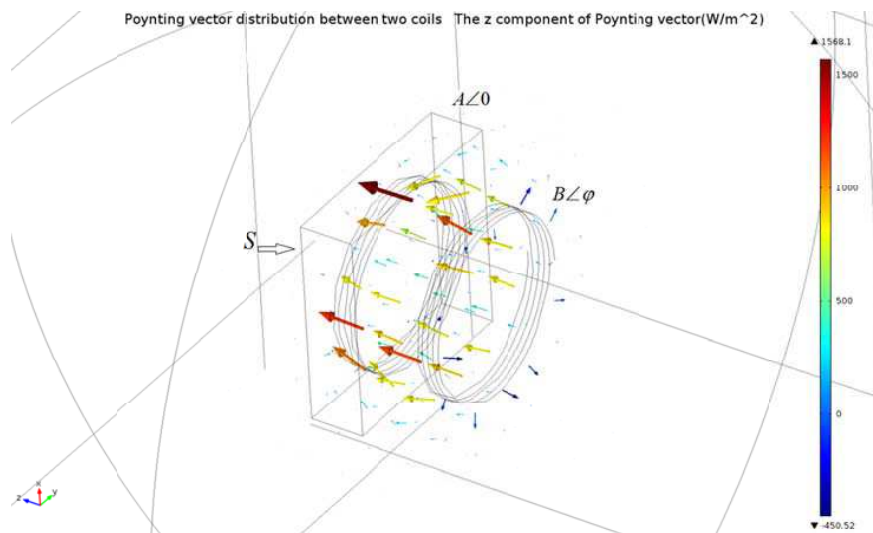 Poynting vector distribution between two coils The z component of Poynting vector(W/m^2)
▲ 1568.1
1500
A∠0
B∠φ
1000
S
500
0
x
z y
▼ -450.52